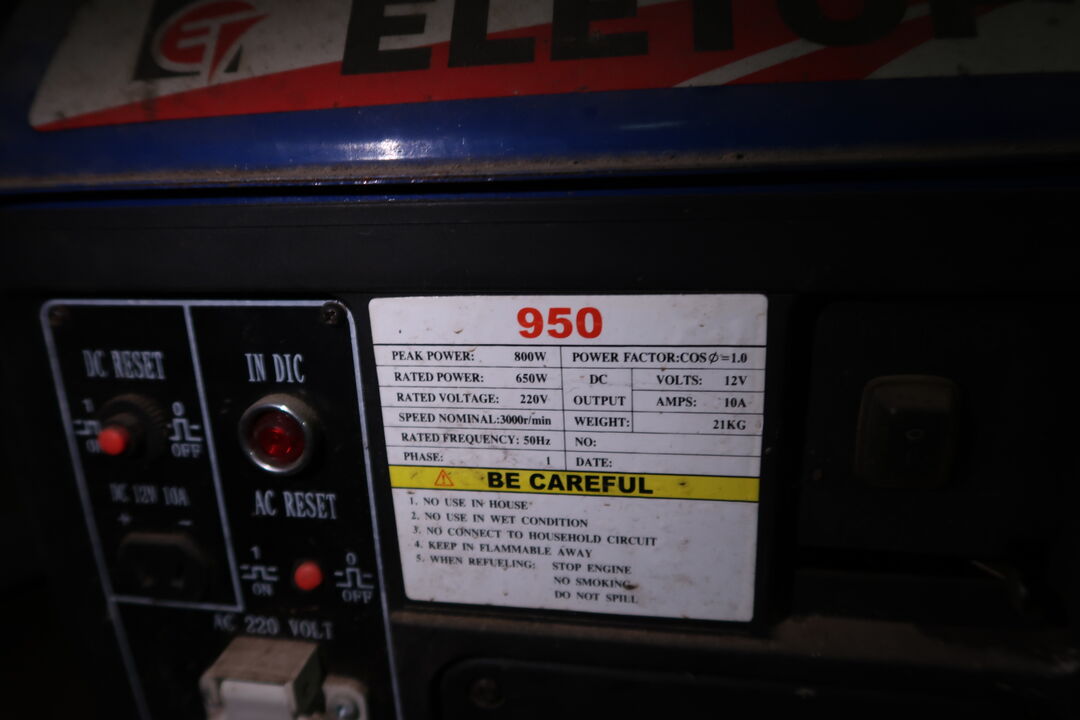 ET
DC RESET
1 0
OFF
DC 12V 10A
+ -
IN DIC
AC RESET
1 0
ON OFF
AC 220 VOLT
950
PEAK POWER: 800W POWER FACTOR:COSφ=1.0
RATED POWER: 650W DC VOLTS: 12V
RATED VOLTAGE: 220V OUTPUT AMPS: 10A
SPEED NOMINAL:3000r/min WEIGHT: 21KG
RATED FREQUENCY: 50Hz NO:
PHASE: 1 DATE:
BE CAREFUL
1. NO USE IN HOUSE
2. NO USE IN WET CONDITION
3. NO CONNECT TO HOUSEHOLD CIRCUIT
4. KEEP IN FLAMMABLE AWAY
5. WHEN REFUELING: STOP ENGINE
NO SMOKING
DO NOT SPILL